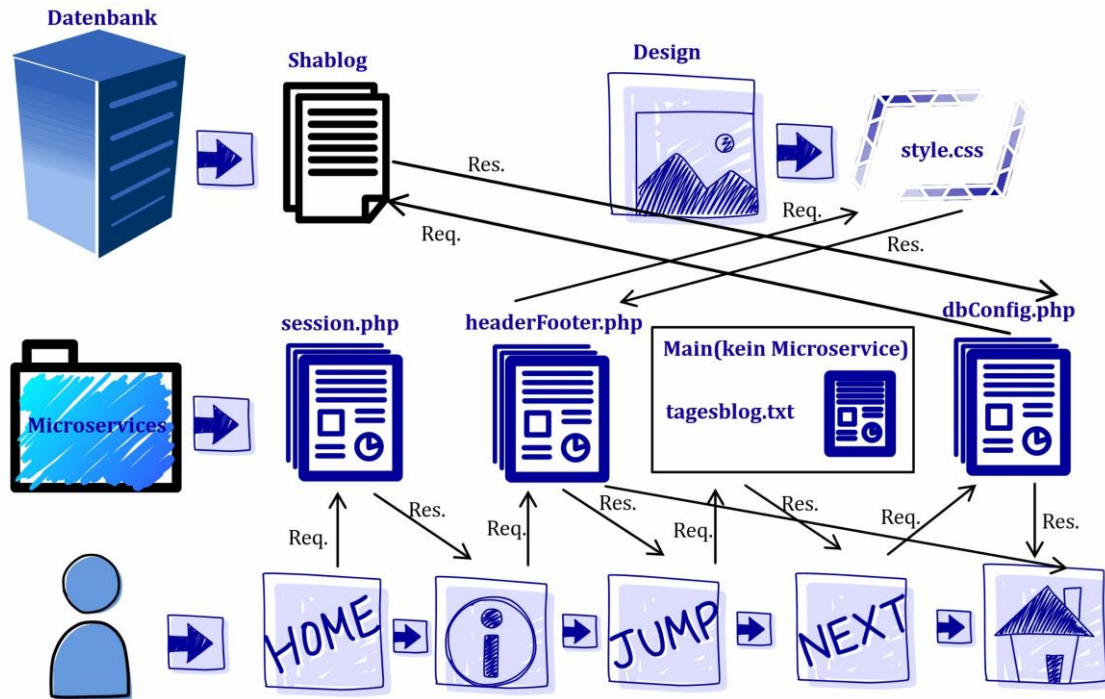 Datenbank
Shablog
Design
style.css
Res.
Req.
Req.
Res.
session.php
headerFooter.php
dbConfig.php
Main(kein Microservice)
tagesblog.txt
Microservices
Req.
Res.
Req.
Res.
Req.
Res.
Req.
Res.
HOME
i
JUMP
NEXT